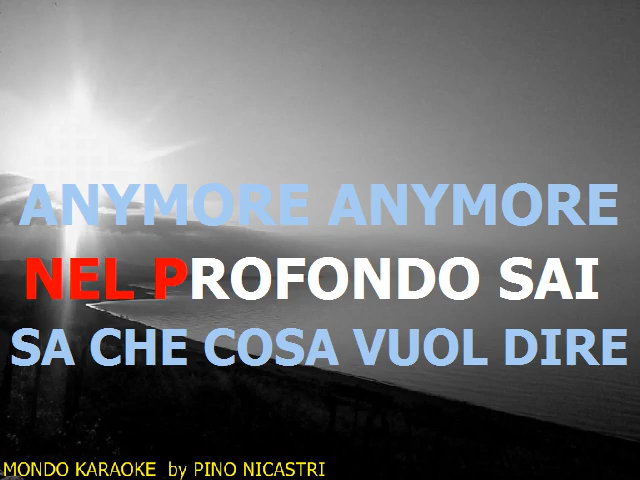 ANYMORE ANYMORE
NEL PROFONDO SAI
SA CHE COSA VUOL DIRE
MONDO KARAOKE by PINO NICASTRI